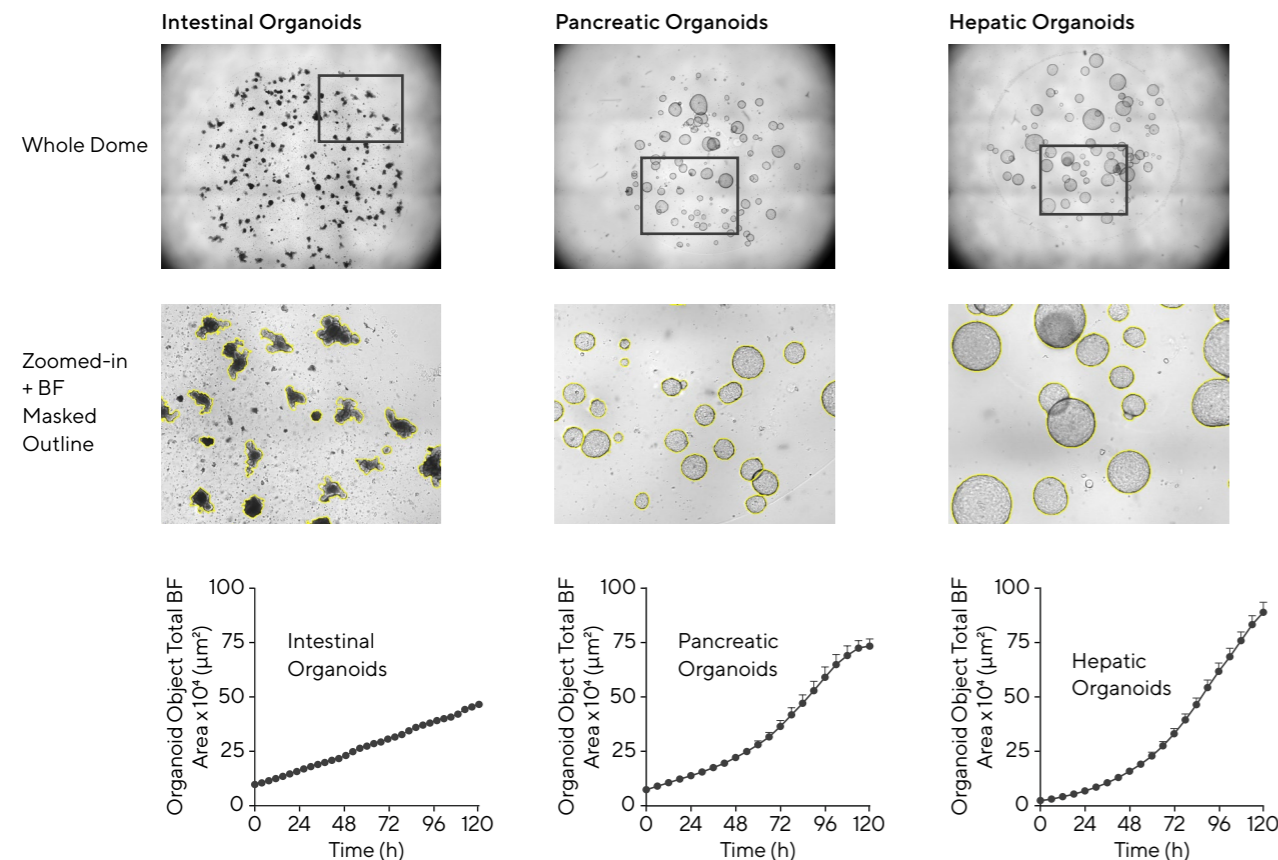 Intestinal Organoids
Pancreatic Organoids
Hepatic Organoids
Whole Dome
Zoomed-in
+ BF
Masked
Outline
Organoid Object Total BF
Area x10⁴ (µm²)
100
75
50
25
0
Intestinal
Organoids
0 24 48 72 96 120
Time (h)
Organoid Object Total BF
Area x10⁴ (µm²)
100
75
50
25
0
Pancreatic
Organoids
0 24 48 72 96 120
Time (h)
Organoid Object Total BF
Area x10⁴ (µm²)
100
75
50
25
0
Hepatic
Organoids
0 24 48 72 96 120
Time (h)